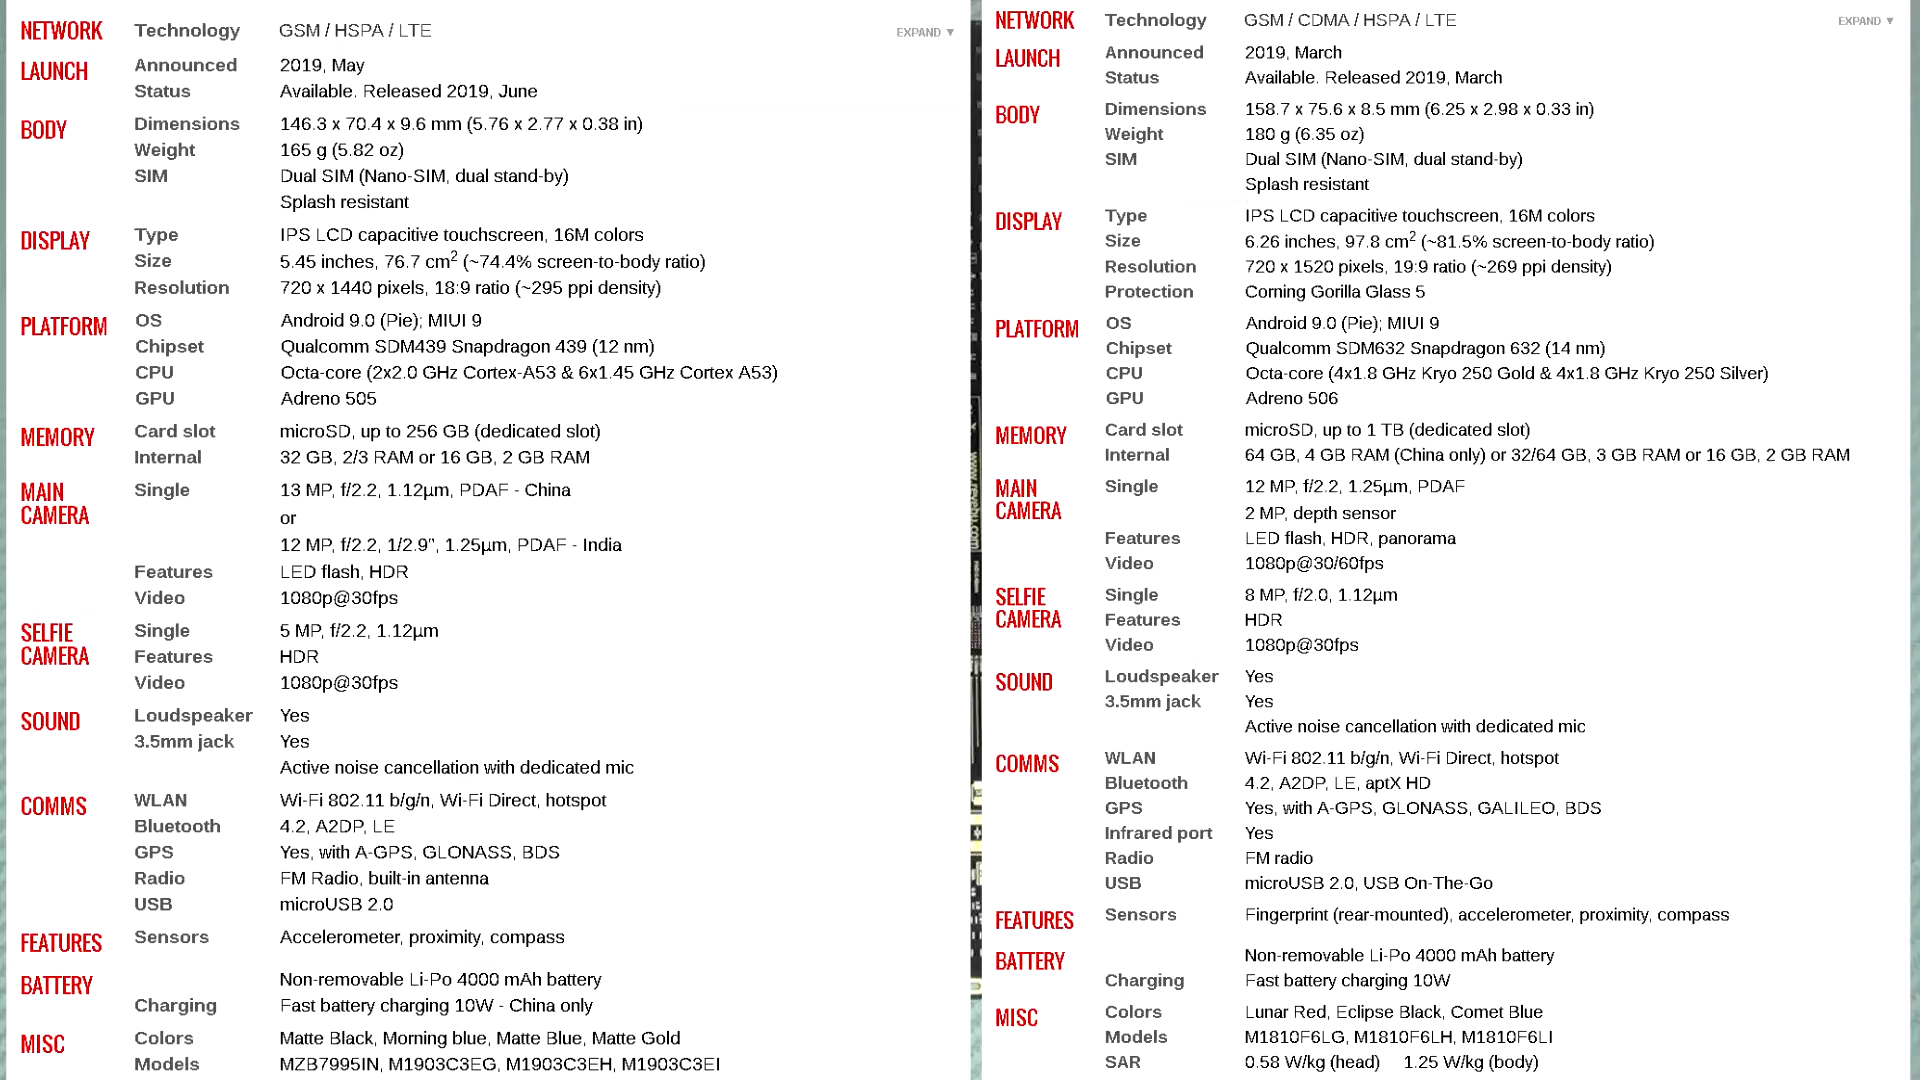 NETWORK Technology GSM / HSPA / LTE EXPAND ▼
LAUNCH Announced 2019, May
Status Available. Released 2019, June
BODY Dimensions 146.3 x 70.4 x 9.6 mm (5.76 x 2.77 x 0.38 in)
Weight 165 g (5.82 oz)
SIM Dual SIM (Nano-SIM, dual stand-by)
Splash resistant
DISPLAY Type IPS LCD capacitive touchscreen, 16M colors
Size 5.45 inches, 76.7 cm2 (~74.4% screen-to-body ratio)
Resolution 720 x 1440 pixels, 18:9 ratio (~295 ppi density)
PLATFORM OS Android 9.0 (Pie); MIUI 9
Chipset Qualcomm SDM439 Snapdragon 439 (12 nm)
CPU Octa-core (2x2.0 GHz Cortex-A53 & 6x1.45 GHz Cortex A53)
GPU Adreno 505
MEMORY Card slot microSD, up to 256 GB (dedicated slot)
Internal 32 GB, 2/3 RAM or 16 GB, 2 GB RAM
MAIN CAMERA Single 13 MP, f/2.2, 1.12µm, PDAF - China
or
12 MP, f/2.2, 1/2.9", 1.25µm, PDAF - India
Features LED flash, HDR
Video 1080p@30fps
SELFIE CAMERA Single 5 MP, f/2.2, 1.12µm
Features HDR
Video 1080p@30fps
SOUND Loudspeaker Yes
3.5mm jack Yes
Active noise cancellation with dedicated mic
COMMS WLAN Wi-Fi 802.11 b/g/n, Wi-Fi Direct, hotspot
Bluetooth 4.2, A2DP, LE
GPS Yes, with A-GPS, GLONASS, BDS
Radio FM Radio, built-in antenna
USB microUSB 2.0
FEATURES Sensors Accelerometer, proximity, compass
BATTERY Non-removable Li-Po 4000 mAh battery
Charging Fast battery charging 10W - China only
MISC Colors Matte Black, Morning blue, Matte Blue, Matte Gold
Models MZB7995IN, M1903C3EG, M1903C3EH, M1903C3EI
NETWORK Technology GSM / CDMA / HSPA / LTE EXPAND ▼
LAUNCH Announced 2019, March
Status Available. Released 2019, March
BODY Dimensions 158.7 x 75.6 x 8.5 mm (6.25 x 2.98 x 0.33 in)
Weight 180 g (6.35 oz)
SIM Dual SIM (Nano-SIM, dual stand-by)
Splash resistant
DISPLAY Type IPS LCD capacitive touchscreen, 16M colors
Size 6.26 inches, 97.8 cm2 (~81.5% screen-to-body ratio)
Resolution 720 x 1520 pixels, 19:9 ratio (~269 ppi density)
Protection Corning Gorilla Glass 5
PLATFORM OS Android 9.0 (Pie); MIUI 9
Chipset Qualcomm SDM632 Snapdragon 632 (14 nm)
CPU Octa-core (4x1.8 GHz Kryo 250 Gold & 4x1.8 GHz Kryo 250 Silver)
GPU Adreno 506
MEMORY Card slot microSD, up to 1 TB (dedicated slot)
Internal 64 GB, 4 GB RAM (China only) or 32/64 GB, 3 GB RAM or 16 GB, 2 GB RAM
MAIN CAMERA Single 12 MP, f/2.2, 1.25µm, PDAF
2 MP, depth sensor
Features LED flash, HDR, panorama
Video 1080p@30/60fps
SELFIE CAMERA Single 8 MP, f/2.0, 1.12µm
Features HDR
Video 1080p@30fps
SOUND Loudspeaker Yes
3.5mm jack Yes
Active noise cancellation with dedicated mic
COMMS WLAN Wi-Fi 802.11 b/g/n, Wi-Fi Direct, hotspot
Bluetooth 4.2, A2DP, LE, aptX HD
GPS Yes, with A-GPS, GLONASS, GALILEO, BDS
Infrared port Yes
Radio FM radio
USB microUSB 2.0, USB On-The-Go
FEATURES Sensors Fingerprint (rear-mounted), accelerometer, proximity, compass
BATTERY Non-removable Li-Po 4000 mAh battery
Charging Fast battery charging 10W
MISC Colors Lunar Red, Eclipse Black, Comet Blue
Models M1810F6LG, M1810F6LH, M1810F6LI
SAR 0.58 W/kg (head) 1.25 W/kg (body)